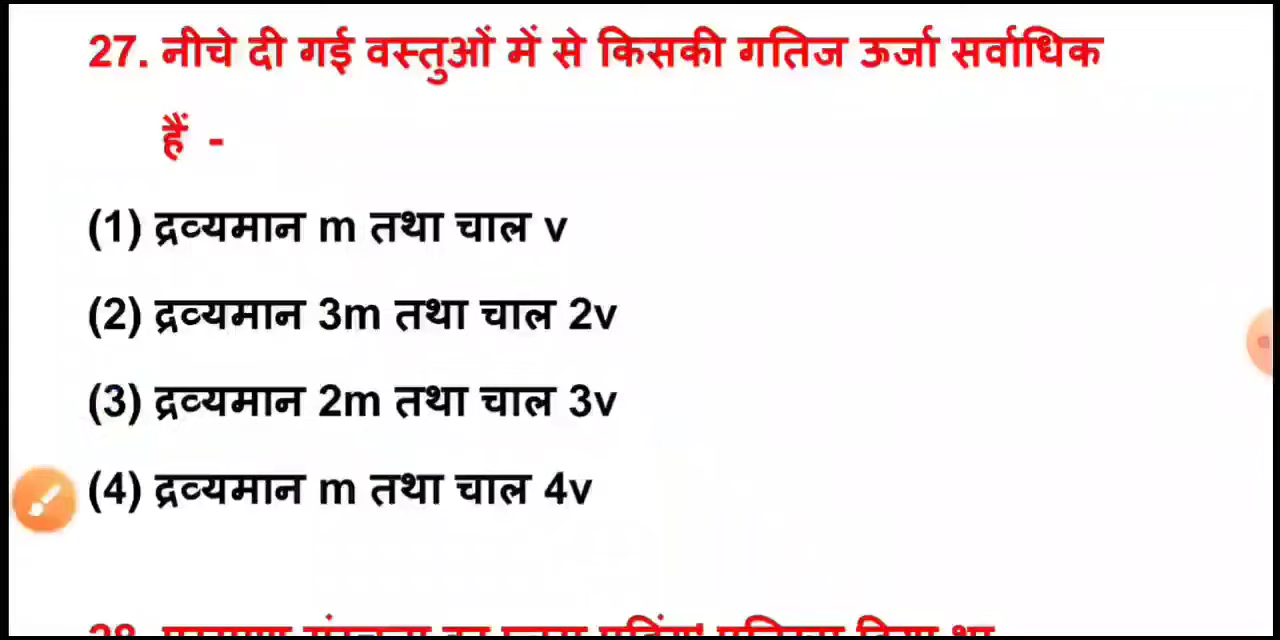 27. नीचे दी गई वस्तुओं में से किसकी गतिज ऊर्जा सर्वाधिक
हैं -
(1) द्रव्यमान m तथा चाल v
(2) द्रव्यमान 3m तथा चाल 2v
(3) द्रव्यमान 2m तथा चाल 3v
(4) द्रव्यमान m तथा चाल 4v